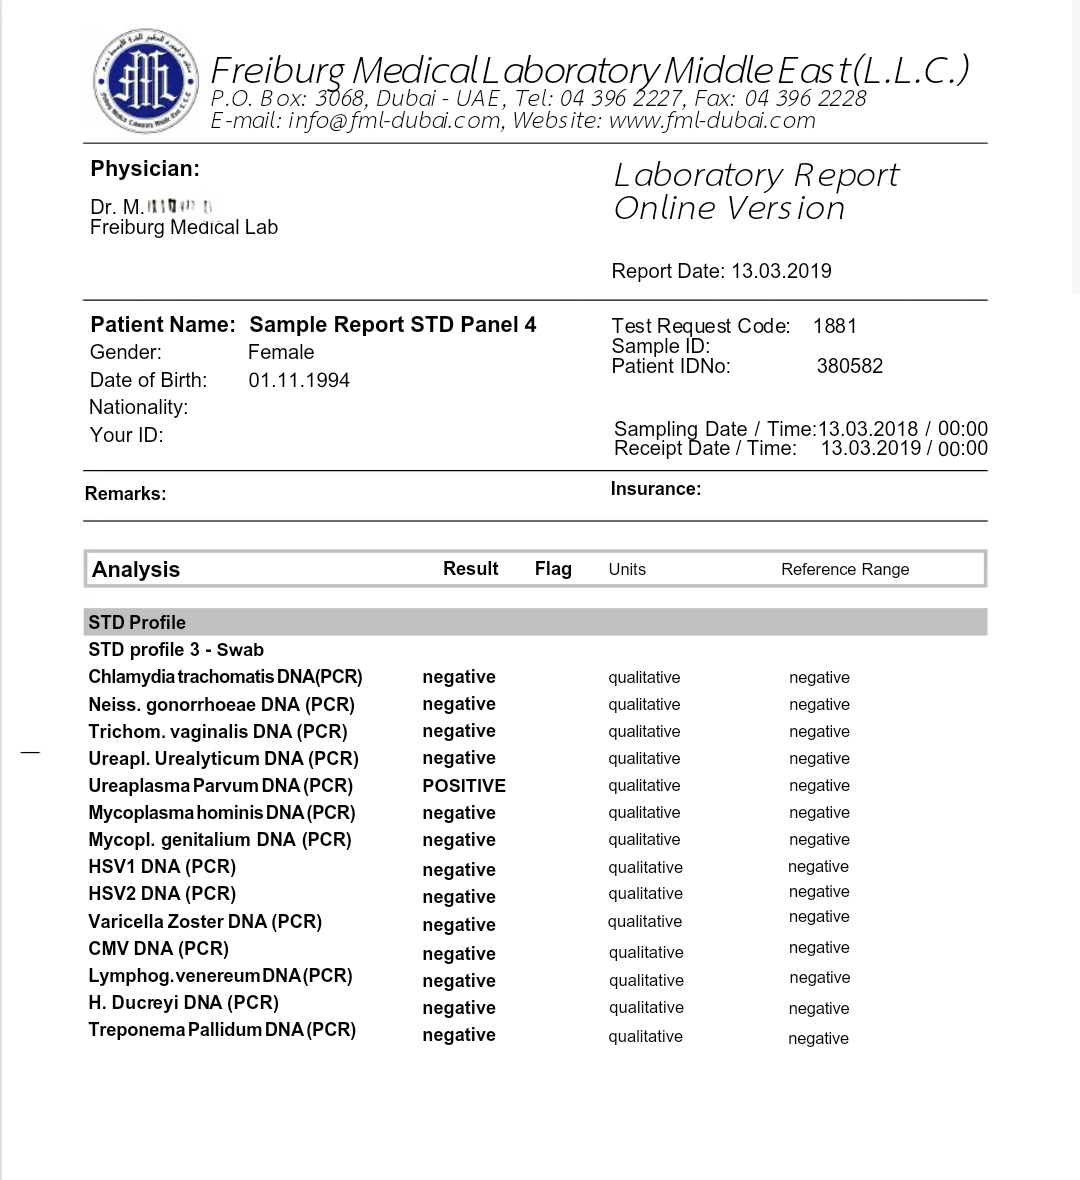 Freiburg Medical Laboratory Middle East (L.L.C.)
P.O. Box: 3068, Dubai - UAE, Tel: 04 396 2227, Fax: 04 396 2228
E-mail: info@fml-dubai.com, Website: www.fml-dubai.com
Physician:
Dr. M.
Freiburg Medical Lab
Laboratory Report
Online Version
Report Date: 13.03.2019
Patient Name: Sample Report STD Panel 4
Gender: Female
Date of Birth: 01.11.1994
Nationality:
Your ID:
Test Request Code: 1881
Sample ID:
Patient IDNo: 380582
Sampling Date / Time:13.03.2018 / 00:00
Receipt Date / Time: 13.03.2019 / 00:00
Remarks:
Insurance:
Analysis Result Flag Units Reference Range
STD Profile
STD profile 3 - Swab
Chlamydia trachomatis DNA(PCR) negative qualitative negative
Neiss. gonorrhoeae DNA (PCR) negative qualitative negative
Trichom. vaginalis DNA (PCR) negative qualitative negative
Ureapl. Urealyticum DNA (PCR) negative qualitative negative
Ureaplasma Parvum DNA (PCR) POSITIVE qualitative negative
Mycoplasma hominis DNA (PCR) negative qualitative negative
Mycopl. genitalium DNA (PCR) negative qualitative negative
HSV1 DNA (PCR) negative qualitative negative
HSV2 DNA (PCR) negative qualitative negative
Varicella Zoster DNA (PCR) negative qualitative negative
CMV DNA (PCR) negative qualitative negative
Lymphog. venereum DNA (PCR) negative qualitative negative
H. Ducreyi DNA (PCR) negative qualitative negative
Treponema Pallidum DNA (PCR) negative qualitative negative